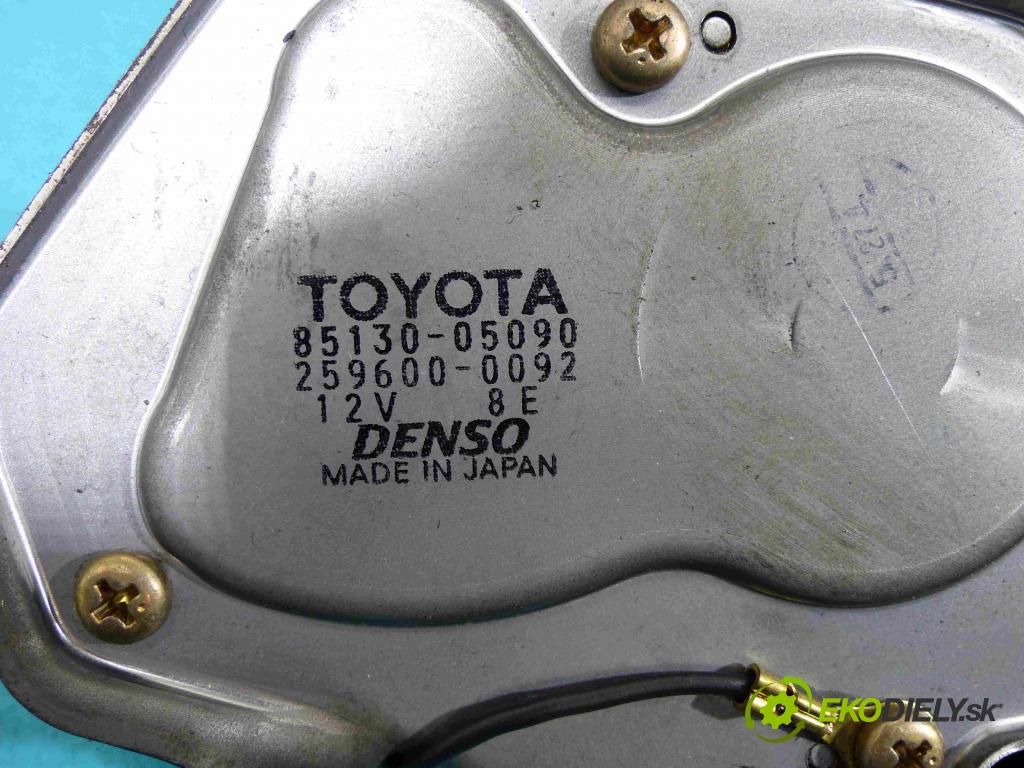 TOYOTA
85130-05090
259600-0092
12V 8E
DENSO
MADE IN JAPAN
EKODIELY.sk